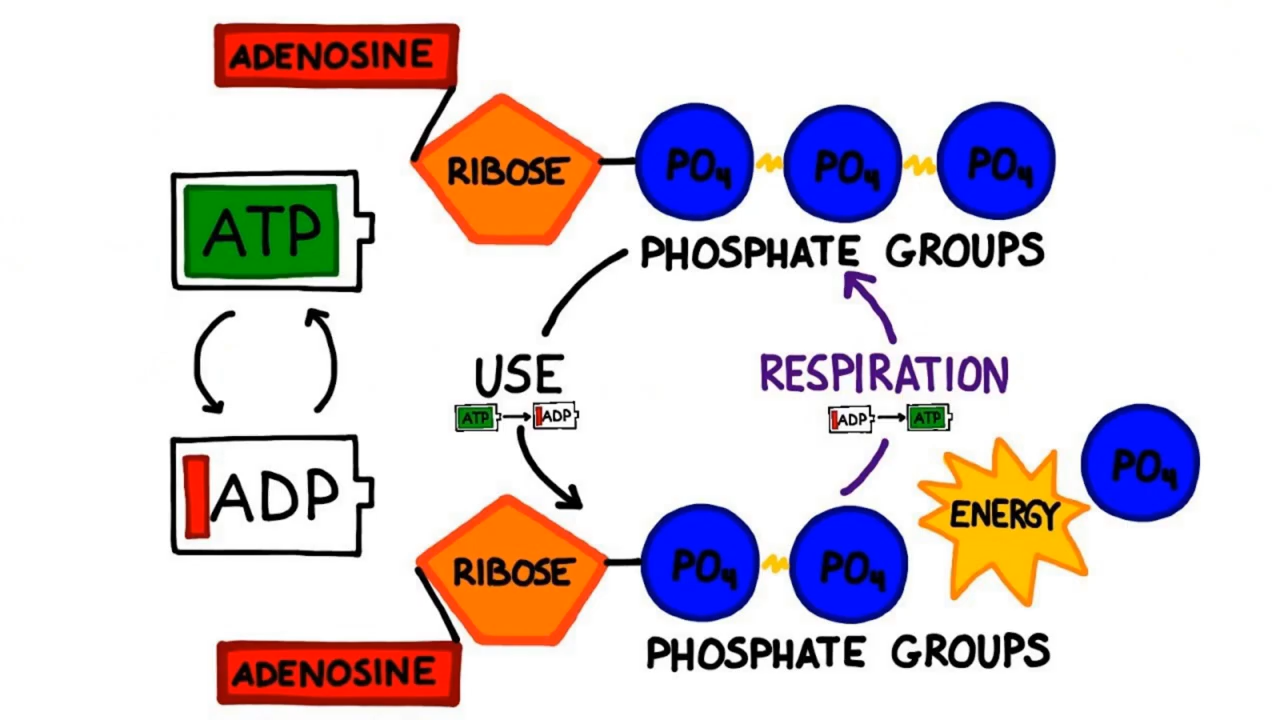 ADENOSINE
RIBOSE
PO₄
PO₄
PO₄
PHOSPHATE GROUPS
ATP
USE
ATP
ADP
RESPIRATION
ADP
ATP
ADP
ENERGY
PO₄
RIBOSE
PO₄
PO₄
PHOSPHATE GROUPS
ADENOSINE